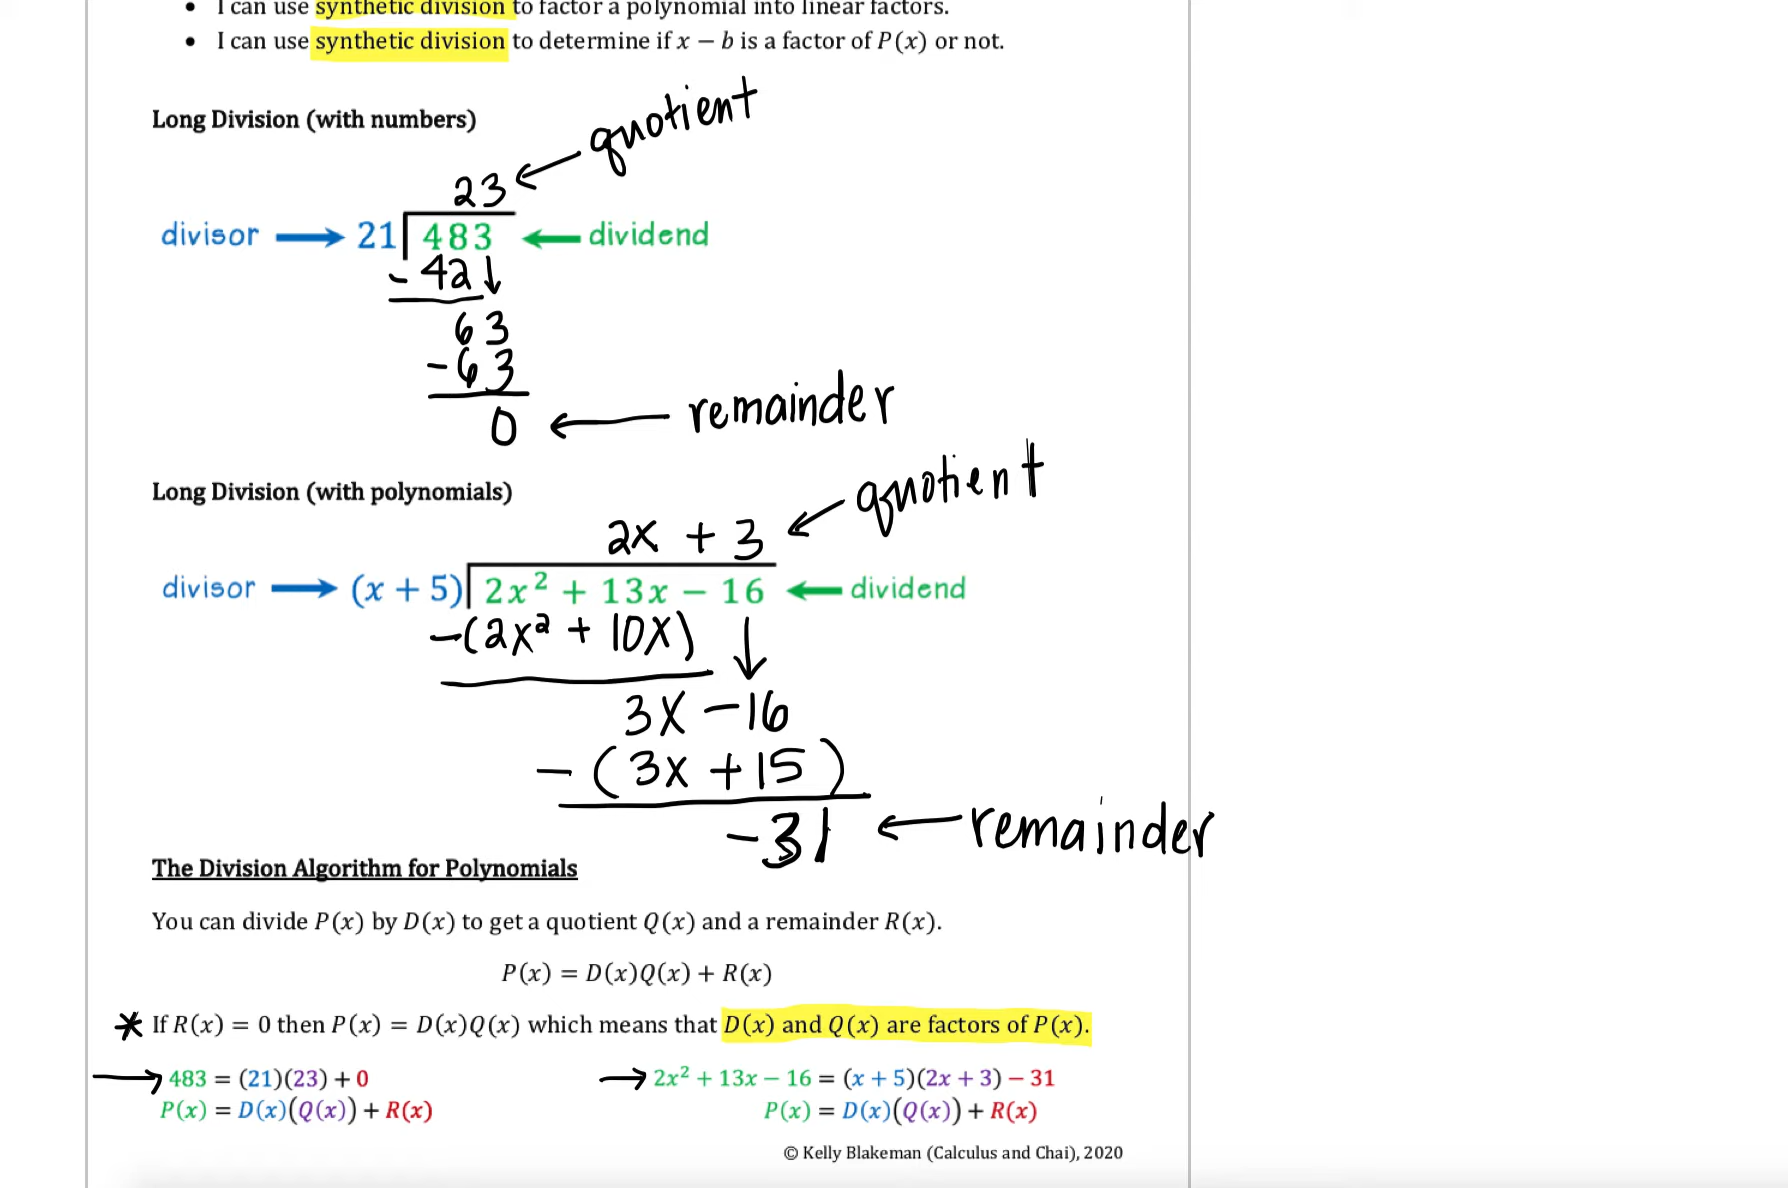 • I can use synthetic division to factor a polynomial into linear factors.
• I can use synthetic division to determine if x − b is a factor of P(x) or not.
Long Division (with numbers)
quotient
23
divisor → 21 483 ← dividend
- 42 ↓
63
-63
0 ← remainder
Long Division (with polynomials)
quotient
2x + 3
divisor → (x + 5) 2x² + 13x − 16 ← dividend
-(2x² + 10x) ↓
3x -16
- (3x +15)
-31 ← remainder
The Division Algorithm for Polynomials
You can divide P(x) by D(x) to get a quotient Q(x) and a remainder R(x).
P(x) = D(x)Q(x) + R(x)
* If R(x) = 0 then P(x) = D(x)Q(x) which means that D(x) and Q(x) are factors of P(x).
→ 483 = (21)(23) + 0
P(x) = D(x)(Q(x)) + R(x)
→ 2x² + 13x − 16 = (x + 5)(2x + 3) − 31
P(x) = D(x)(Q(x)) + R(x)
© Kelly Blakeman (Calculus and Chai), 2020